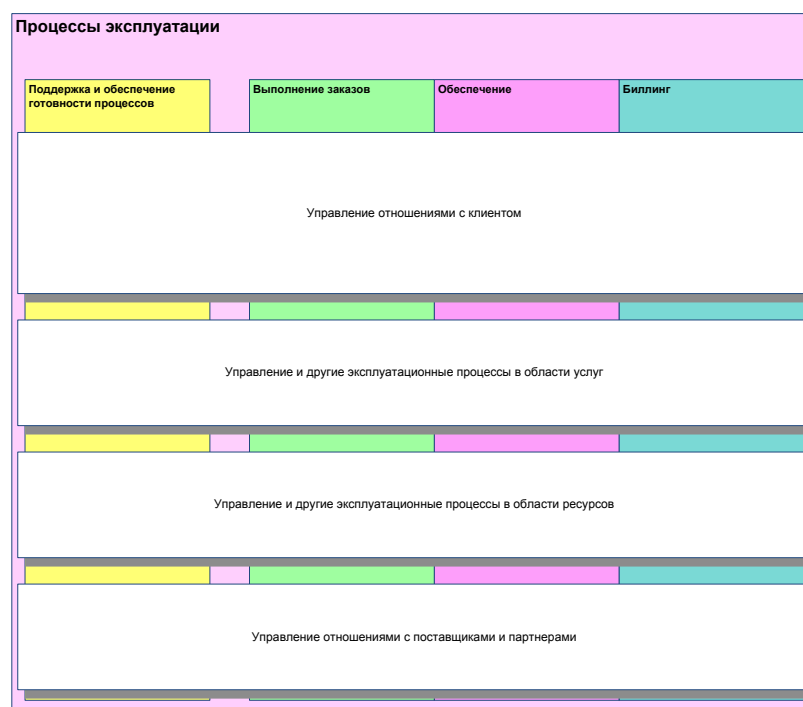 Процессы эксплуатации
Поддержка и обеспечение
готовности процессов
Выполнение заказов
Обеспечение
Биллинг
Управление отношениями с клиентом
Управление и другие эксплуатационные процессы в области услуг
Управление и другие эксплуатационные процессы в области ресурсов
Управление отношениями с поставщиками и партнерами